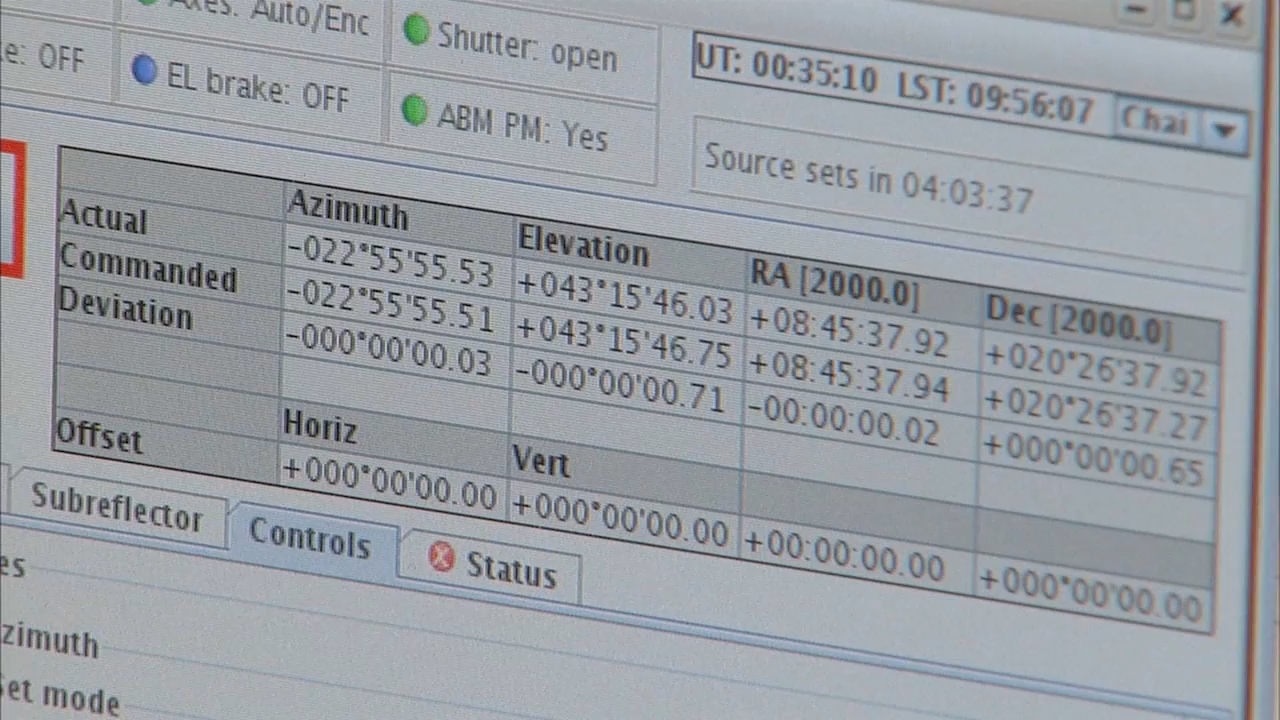 Axes: Auto/Enc
Shutter: open
UT: 00:35:10 LST: 09:56:07
OFF
EL brake: OFF
ABM PM: Yes
Source sets in 04:03:37
Azimuth Elevation RA [2000.0] Dec [2000.0]
Actual -022°55'55.53 +043°15'46.03 +08:45:37.92 +020°26'37.92
Commanded -022°55'55.51 +043°15'46.75 +08:45:37.94 +020°26'37.27
Deviation -000°00'00.03 -000°00'00.71 -00:00:00.02 +000°00'00.65
Horiz Vert
Offset +000°00'00.00 +000°00'00.00 +00:00:00.00 +000°00'00.00
Subreflector Controls Status
zimuth
et mode